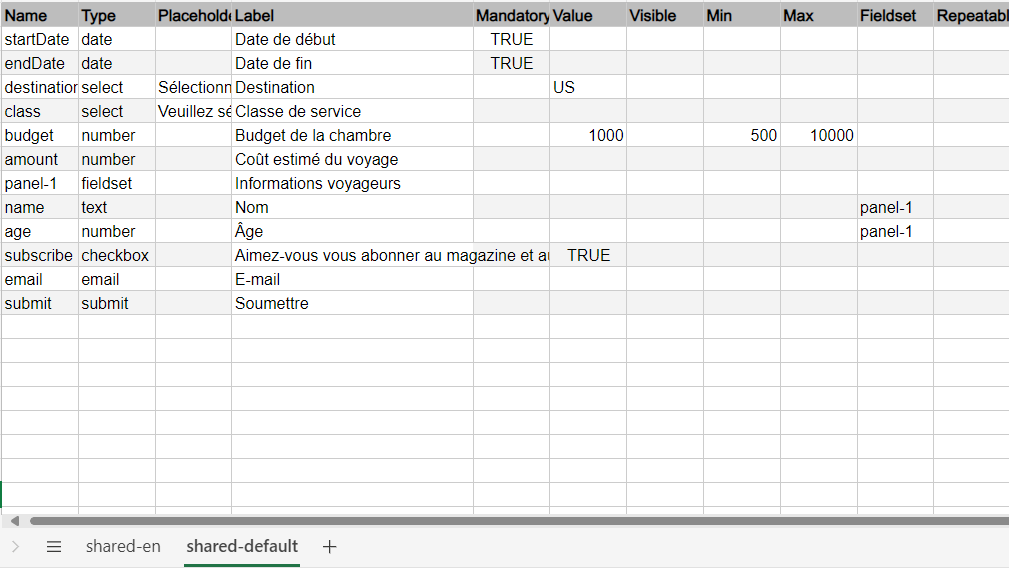 Name Type Placeholde Label Mandatory Value Visible Min Max Fieldset Repeatabl
startDate date Date de début TRUE
endDate date Date de fin TRUE
destination select Sélectionn Destination US
class select Veuillez sé Classe de service
budget number Budget de la chambre 1000 500 10000
amount number Coût estimé du voyage
panel-1 fieldset Informations voyageurs
name text Nom panel-1
age number Âge panel-1
subscribe checkbox Aimez-vous vous abonner au magazine et au TRUE
email email E-mail
submit submit Soumettre
shared-en shared-default